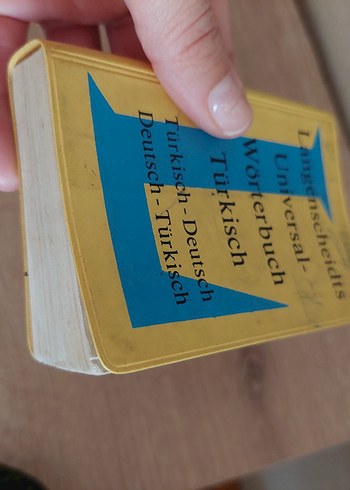 Langenscheidts
Universal-
Wörterbuch
Türkisch
Türkisch-Deutsch
Deutsch-Türkisch